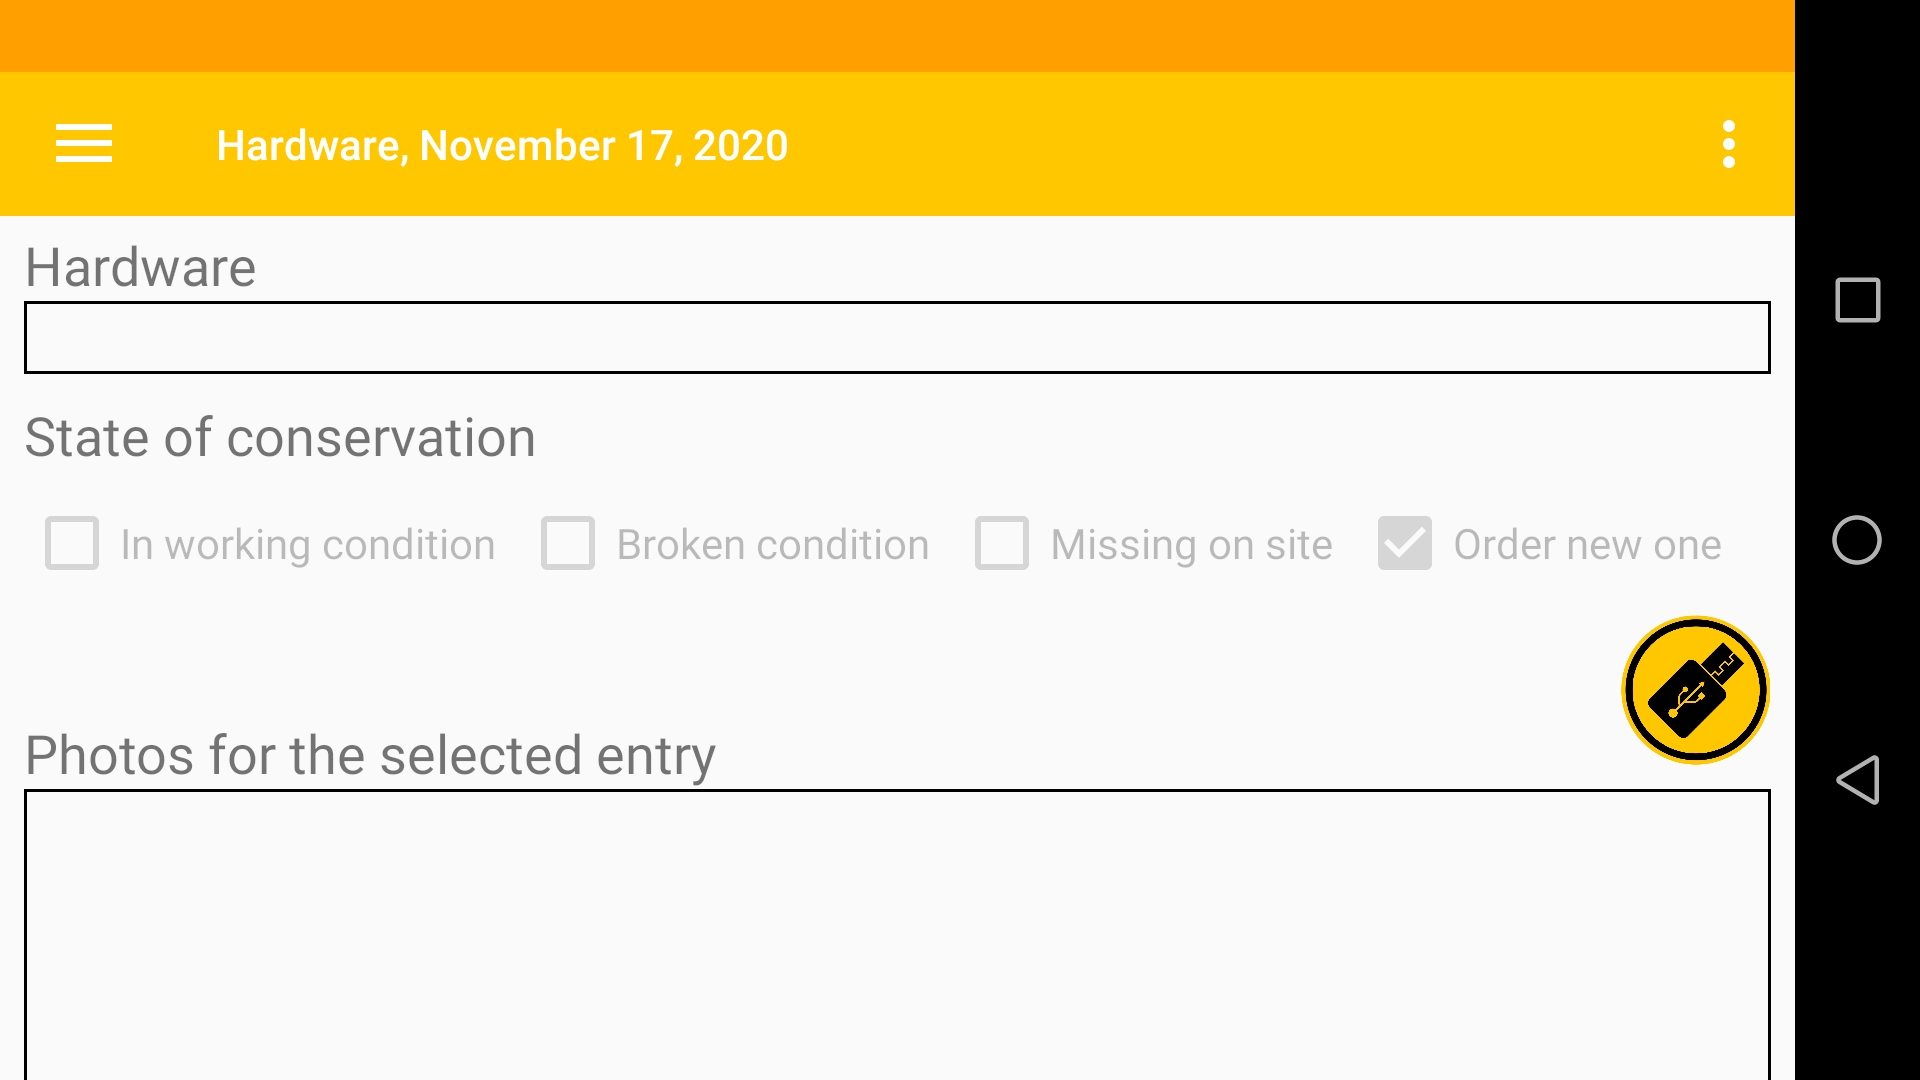 Hardware, November 17, 2020
Hardware
State of conservation
In working condition Broken condition Missing on site Order new one
Photos for the selected entry